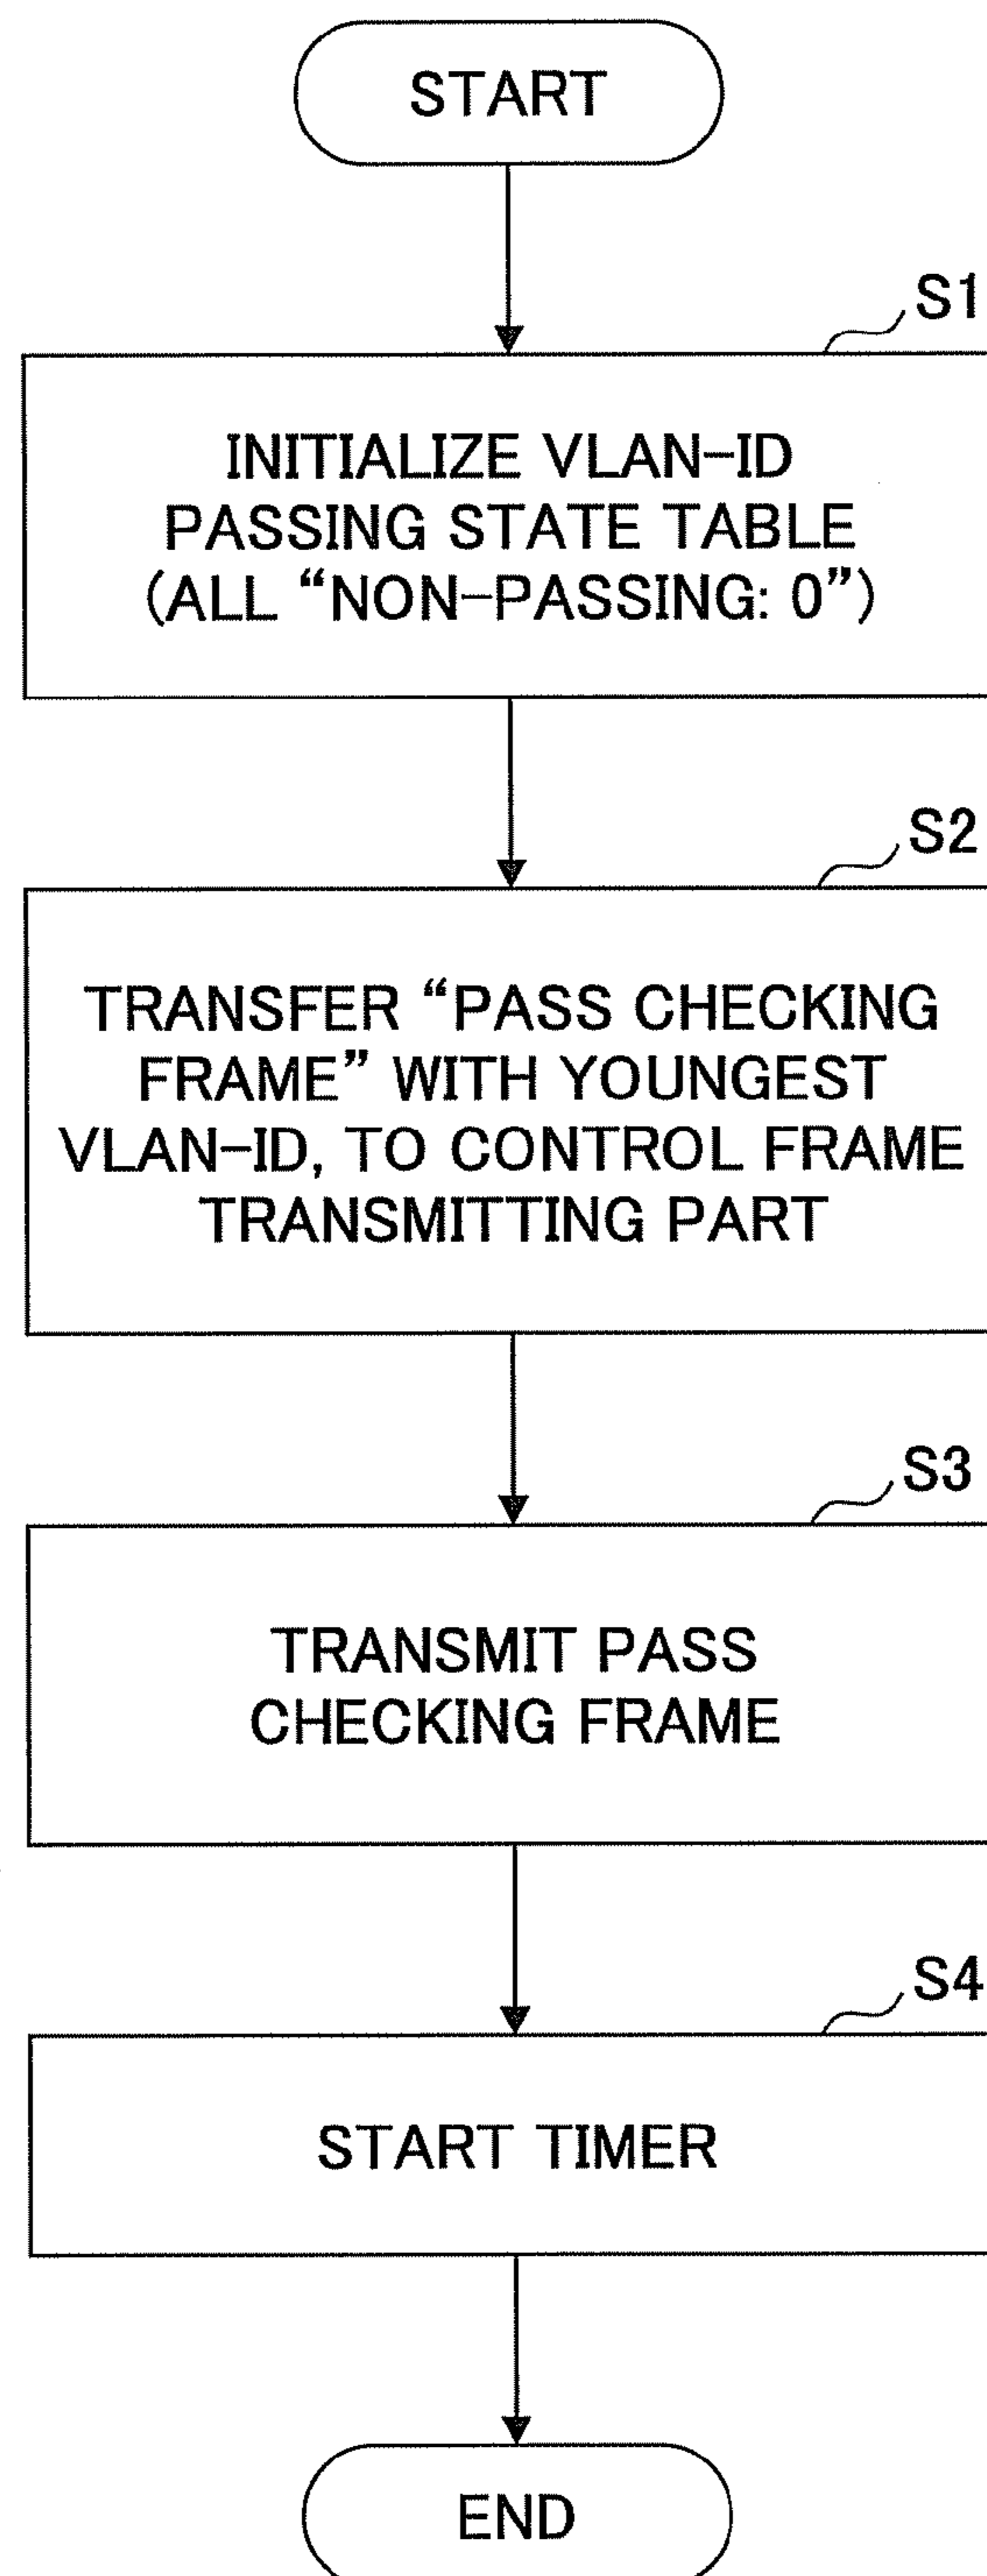 START
S1
INITIALIZE VLAN-ID
PASSING STATE TABLE
(ALL “NON-PASSING: 0”)
S2
TRANSFER “PASS CHECKING
FRAME” WITH YOUNGEST
VLAN-ID, TO CONTROL FRAME
TRANSMITTING PART
S3
TRANSMIT PASS
CHECKING FRAME
S4
START TIMER
END